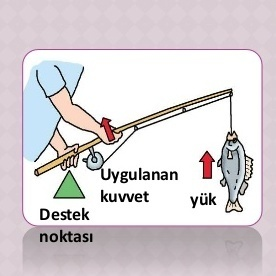 Uygulanan
kuvvet
yük
Destek
noktası